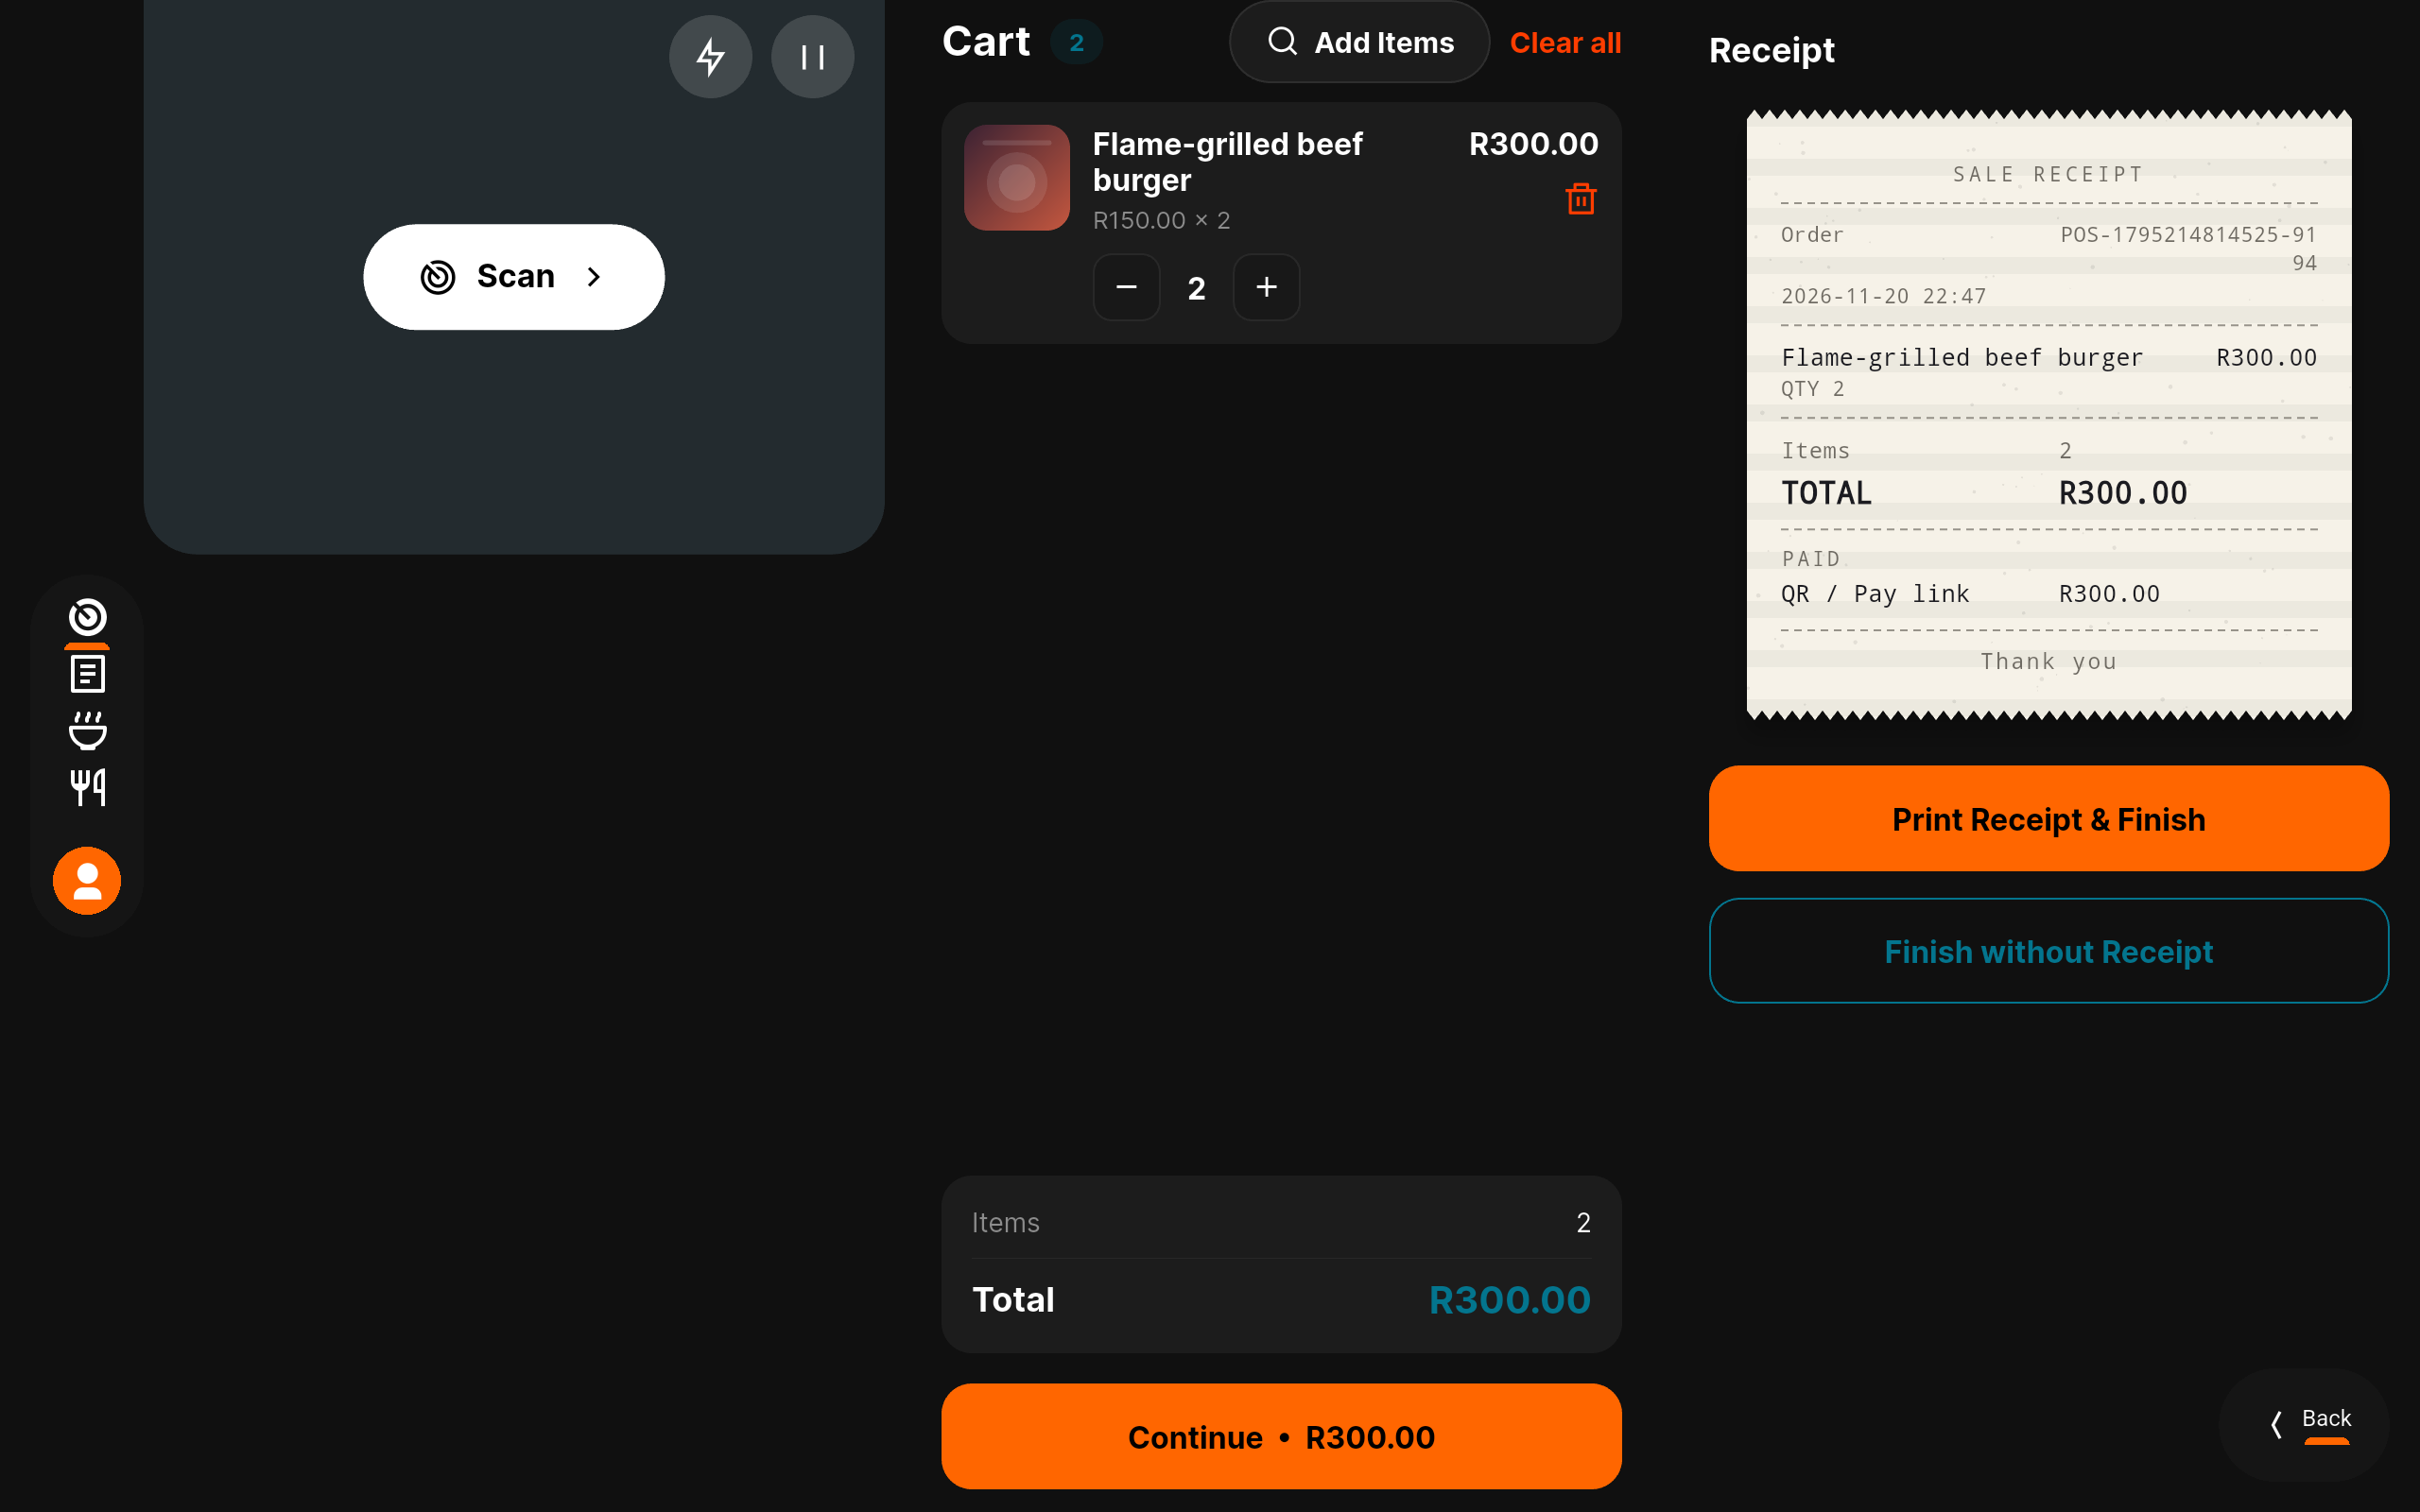 Scan
Cart 2
Add Items
Clear all
Flame-grilled beef
burger
R300.00
R150.00 × 2
2
Items 2
Total R300.00
Continue • R300.00
Receipt
SALE RECEIPT
Order POS-1795214814525-91
94
2026-11-20 22:47
Flame-grilled beef burger R300.00
QTY 2
Items 2
TOTAL R300.00
PAID
QR / Pay link R300.00
Thank you
Print Receipt & Finish
Finish without Receipt
Back